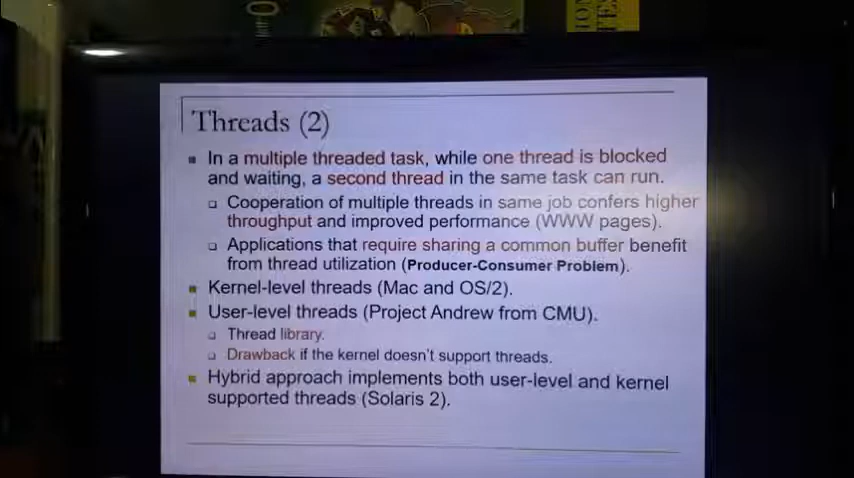 Threads (2)
In a multiple threaded task, while one thread is blocked
and waiting, a second thread in the same task can run.
Cooperation of multiple threads in same job confers higher
throughput and improved performance (WWW pages).
Applications that require sharing a common buffer benefit
from thread utilization (Producer-Consumer Problem).
Kernel-level threads (Mac and OS/2).
User-level threads (Project Andrew from CMU).
Thread library.
Drawback if the kernel doesn't support threads.
Hybrid approach implements both user-level and kernel
supported threads (Solaris 2).